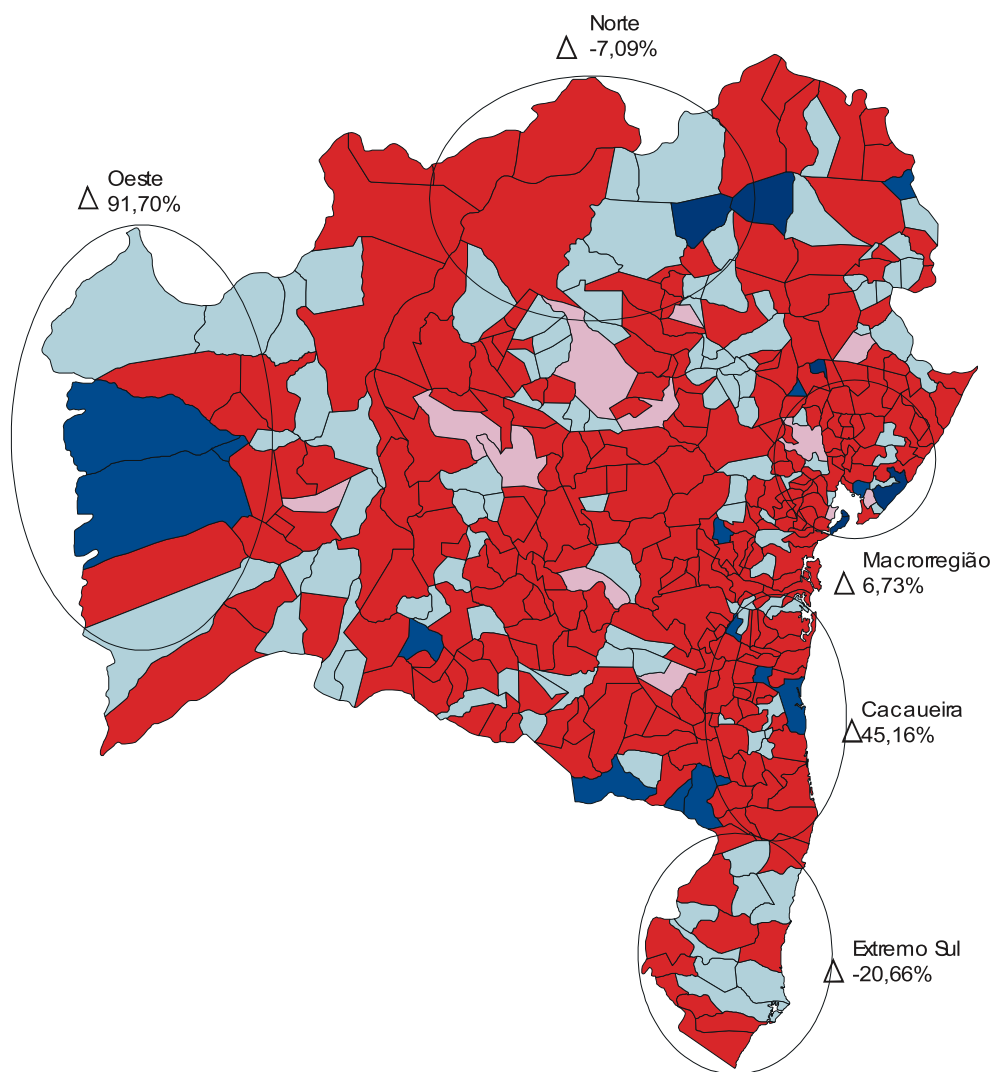 Norte
△ -7,09%
Oeste
△ 91,70%
Macrorregião
△ 6,73%
Cacaueira
△ 45,16%
Extremo Sul
△ -20,66%